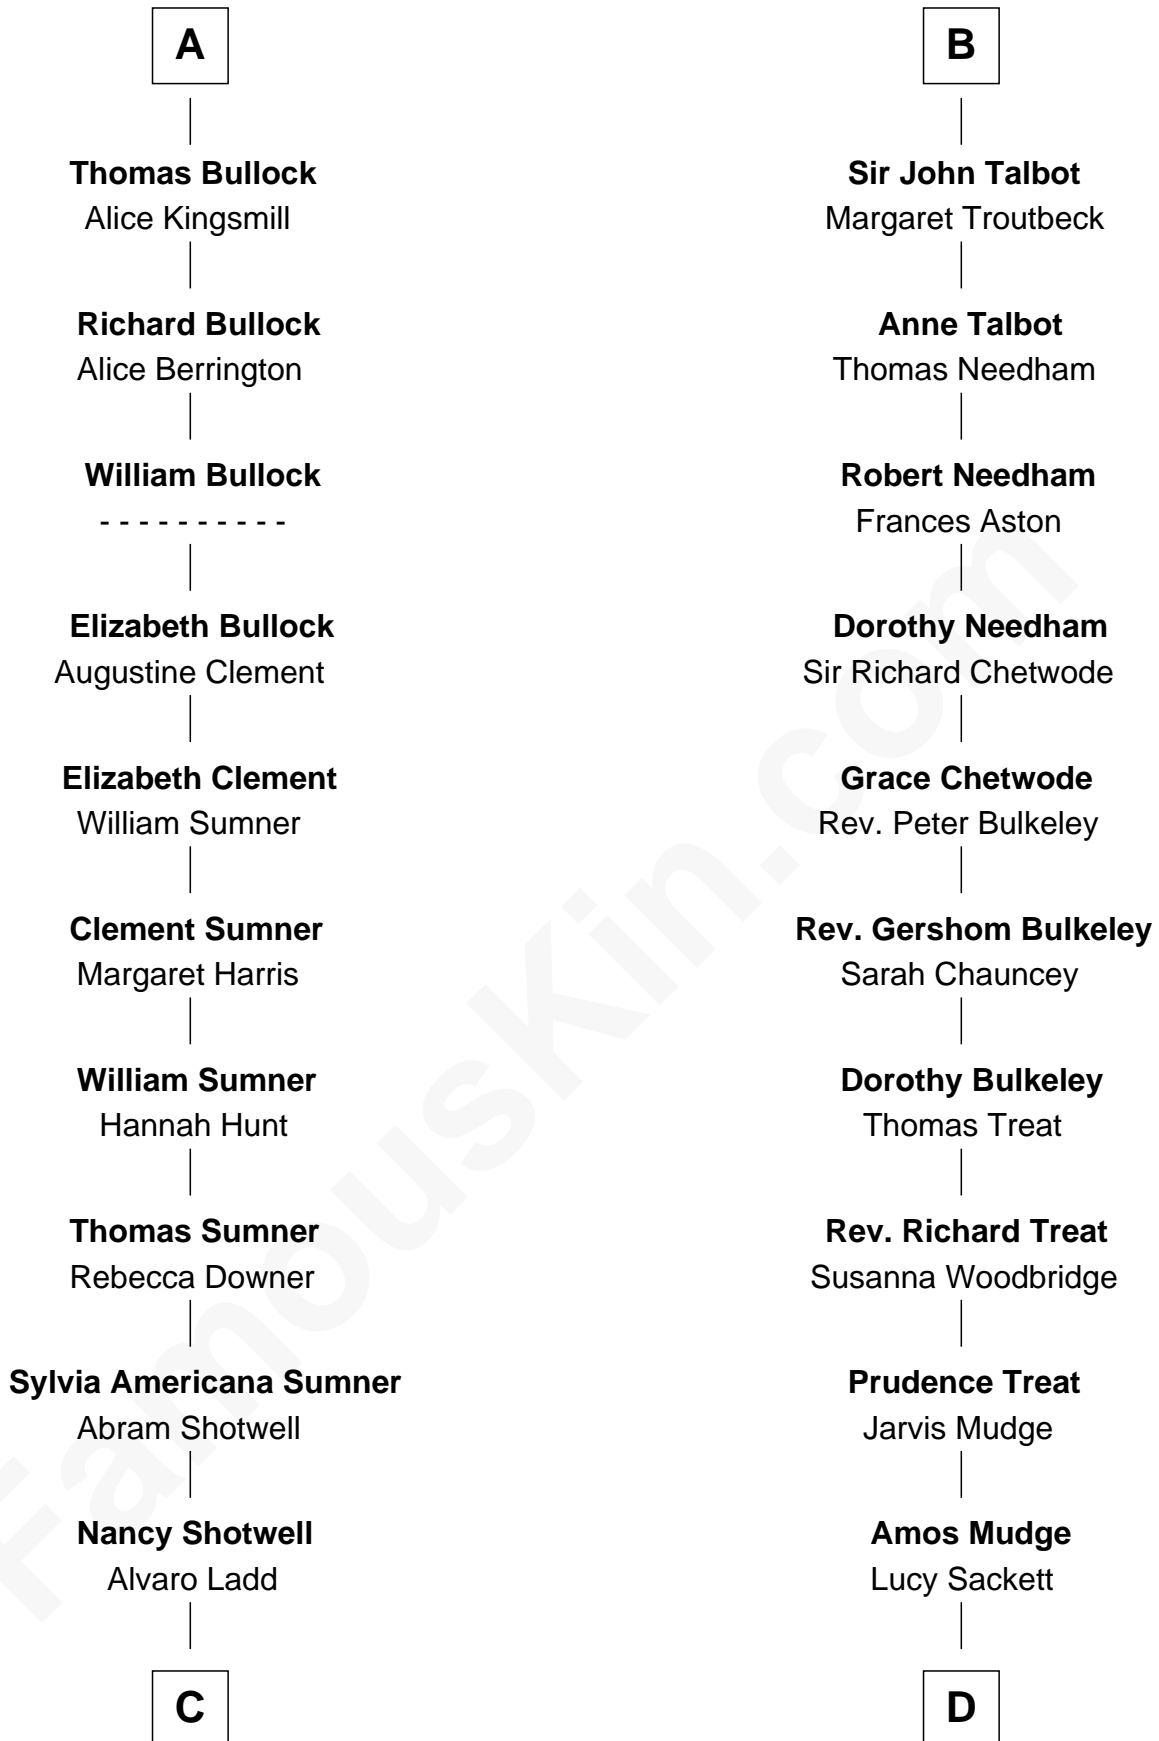 A
Thomas Bullock
Alice Kingsmill
Richard Bullock
Alice Berrington
William Bullock
- - - - - - - - - -
Elizabeth Bullock
Augustine Clement
Elizabeth Clement
William Sumner
Clement Sumner
Margaret Harris
William Sumner
Hannah Hunt
Thomas Sumner
Rebecca Downer
Sylvia Americana Sumner
Abram Shotwell
Nancy Shotwell
Alvaro Ladd
C
B
Sir John Talbot
Margaret Troutbeck
Anne Talbot
Thomas Needham
Robert Needham
Frances Aston
Dorothy Needham
Sir Richard Chetwode
Grace Chetwode
Rev. Peter Bulkeley
Rev. Gershom Bulkeley
Sarah Chauncey
Dorothy Bulkeley
Thomas Treat
Rev. Richard Treat
Susanna Woodbridge
Prudence Treat
Jarvis Mudge
Amos Mudge
Lucy Sackett
D
FamousKin.com